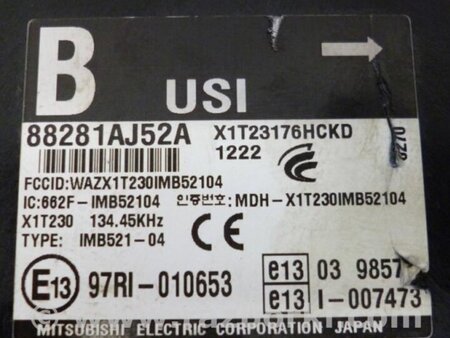 B
USI
88281AJ52A X1T23176HCKD
1222
8270
FCCID:WAZX1T230IMB52104
IC:662F-IMB52104 인증번호:MDH-X1T230IMB52104
X1T230 134.45KHz
TYPE: IMB521-04
CE
E13 97RI-010653
e13 03 9857
e13 I-007473
MITSUBISHI ELECTRIC CORPORATION JAPAN